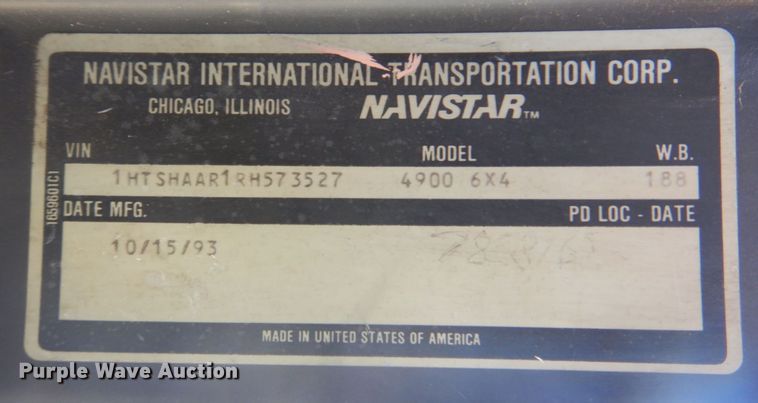 NAVISTAR INTERNATIONAL TRANSPORTATION CORP.
CHICAGO, ILLINOIS NAVISTAR™
VIN MODEL W.B.
1HTSHAAR1RH573527 4900 6X4 188
1659601C1
DATE MFG. PD LOC - DATE
10/15/93
MADE IN UNITED STATES OF AMERICA
Purple Wave Auction